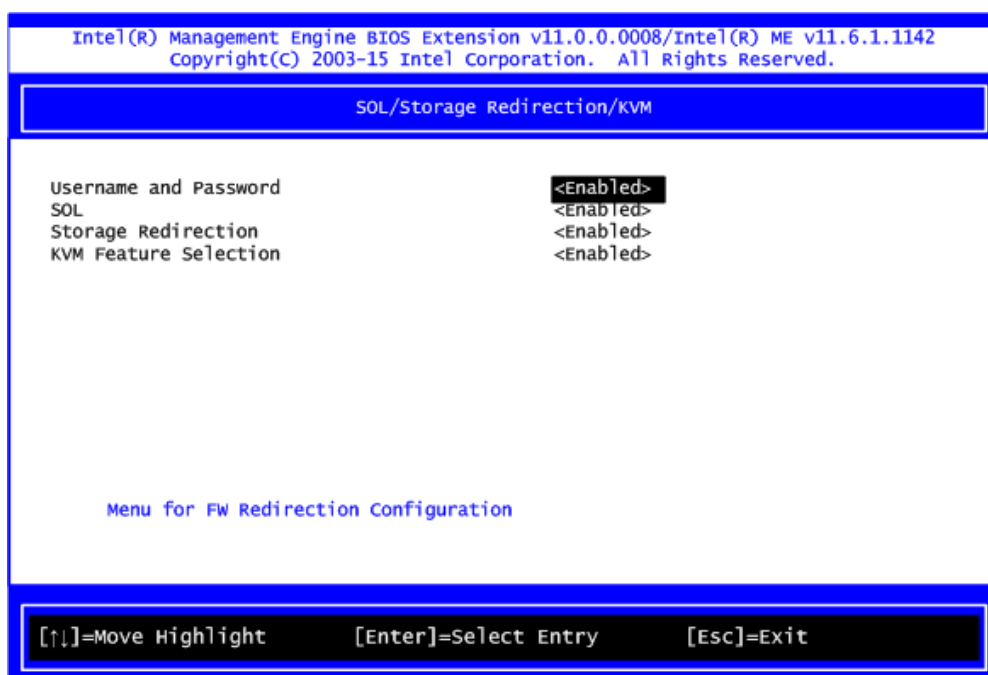 Intel(R) Management Engine BIOS Extension v11.0.0.0008/Intel(R) ME v11.6.1.1142
Copyright(C) 2003-15 Intel Corporation. All Rights Reserved.
SOL/Storage Redirection/KVM
Username and Password <Enabled>
SOL <Enabled>
Storage Redirection <Enabled>
KVM Feature Selection <Enabled>
Menu for FW Redirection Configuration
[↑↓]=Move Highlight [Enter]=Select Entry [Esc]=Exit